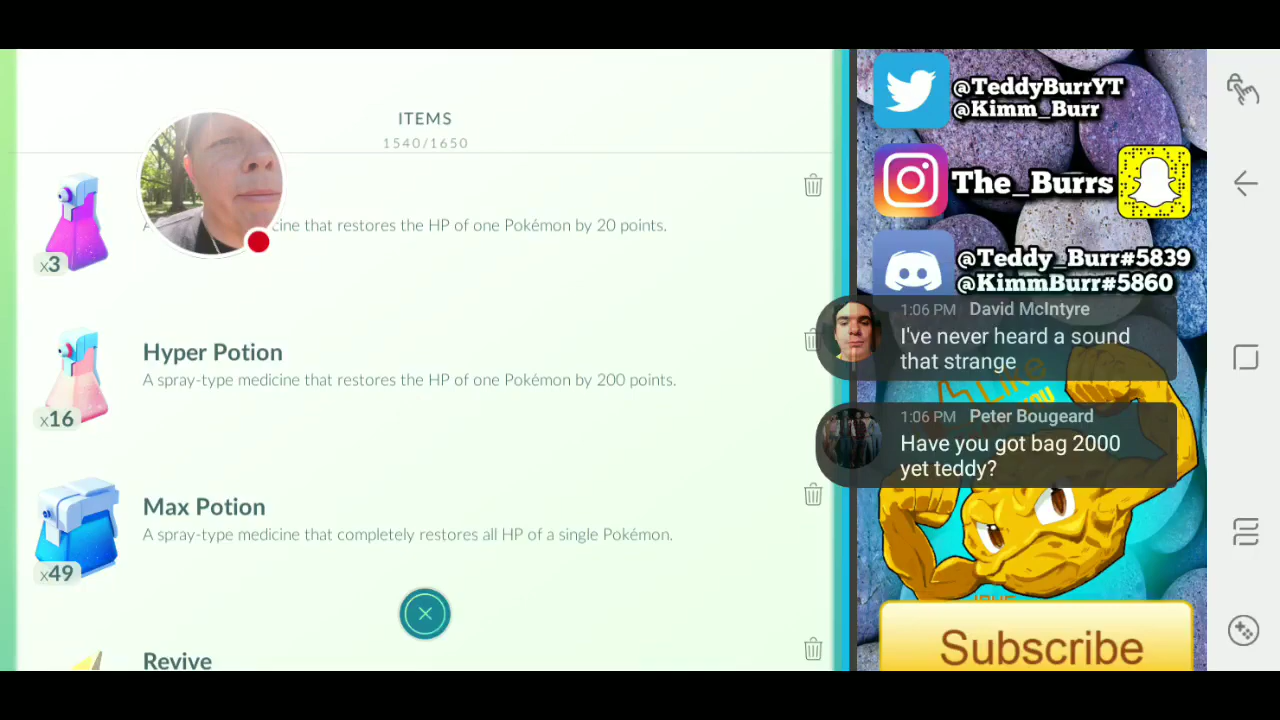 ITEMS
1540/1650
cine that restores the HP of one Pokémon by 20 points.
x3
Hyper Potion
A spray-type medicine that restores the HP of one Pokémon by 200 points.
x16
Max Potion
A spray-type medicine that completely restores all HP of a single Pokémon.
x49
Revive
@TeddyBurrYT
@Kimm_Burr
The_Burrs
@Teddy_Burr#5839
@KimmBurr#5860
1:06 PM David McIntyre
I've never heard a sound
that strange
Like
YOU
1:06 PM Peter Bougeard
Have you got bag 2000
yet teddy?
Subscribe